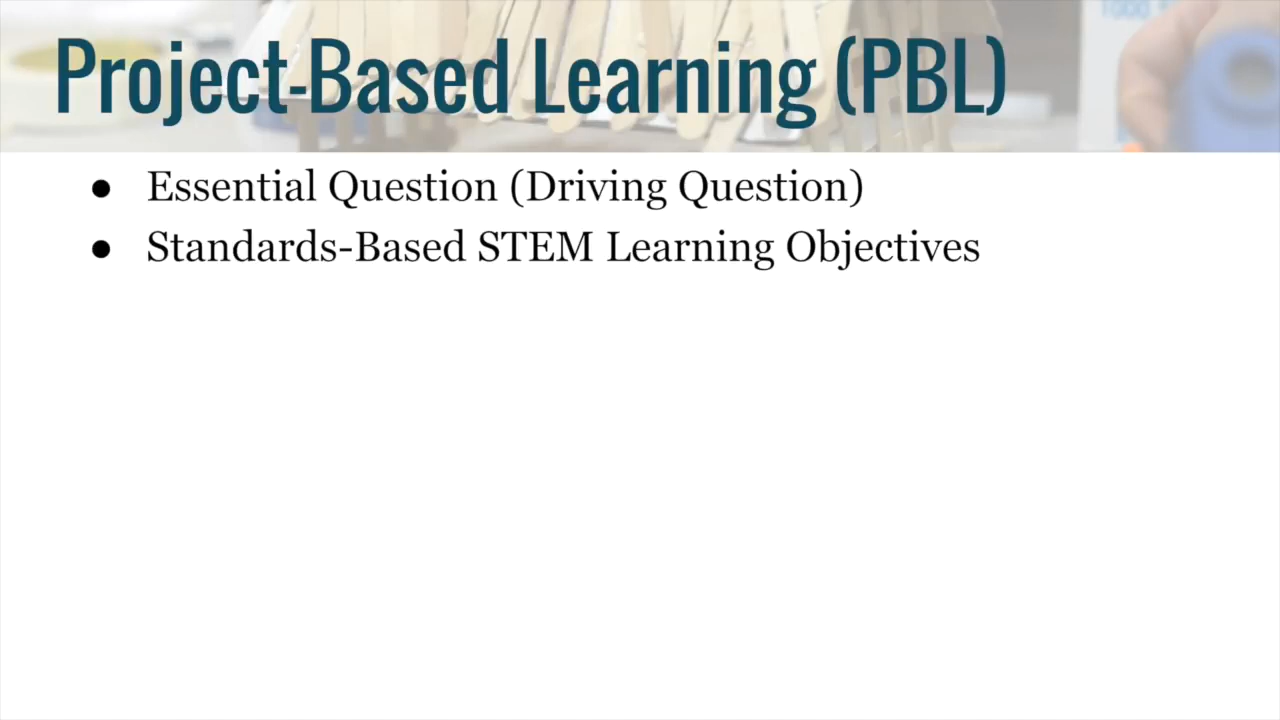 Project-Based Learning (PBL)
● Essential Question (Driving Question)
● Standards-Based STEM Learning Objectives